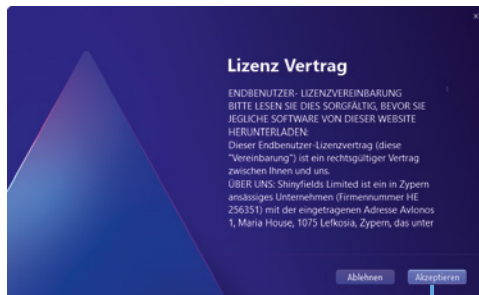 Lizenz Vertrag
ENDBENUTZER- LIZENZVEREINBARUNG
BITTE LESEN SIE DIES SORGFÄLTIG, BEVOR SIE
JEGLICHE SOFTWARE VON DIESER WEBSITE
HERUNTERLADEN:
Dieser Endbenutzer-Lizenzvertrag (diese
"Vereinbarung") ist ein rechtsgültiger Vertrag
zwischen Ihnen und uns.
ÜBER UNS: Shinyfields Limited ist ein in Zypern
ansässiges Unternehmen (Firmennummer HE
256351) mit der eingetragenen Adresse Avlonos
1, Maria House, 1075 Lefkosia, Zypern, das unter
Ablehnen Akzeptieren